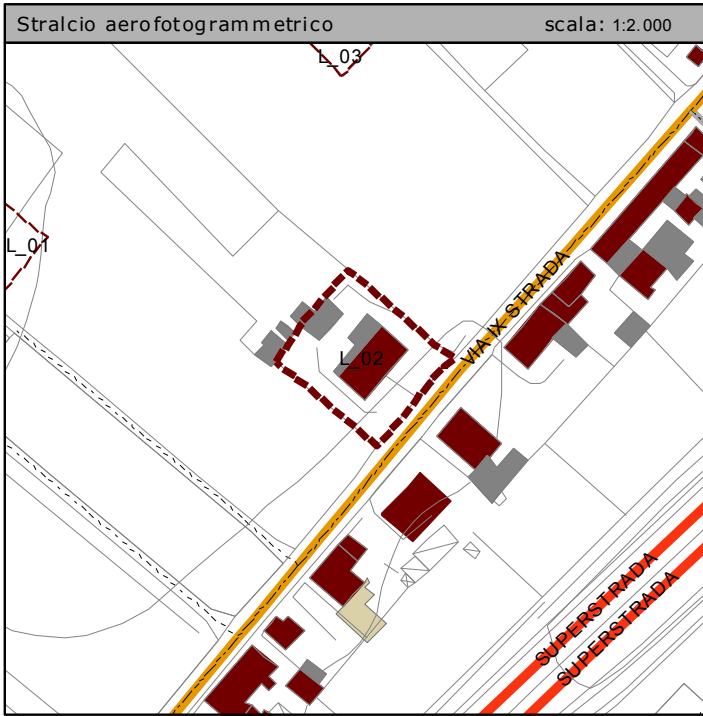 Stralcio aerofotogrammetrico scala: 1:2.000
L_03
L_01
VIA IX STRADA
L_02
SUPERSTRADA
SUPERSTRADA